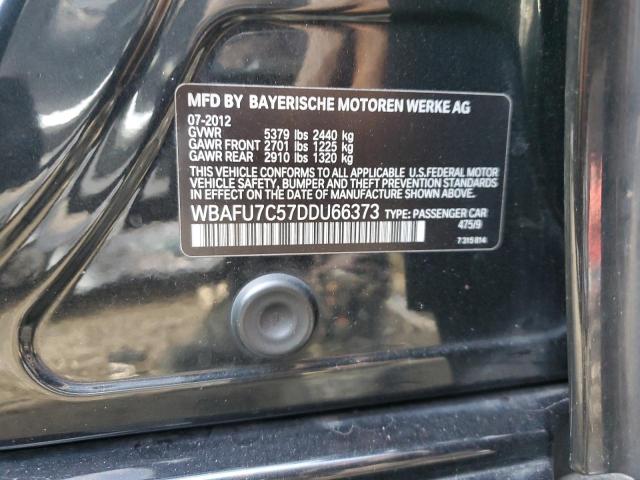 MFD BY BAYERISCHE MOTOREN WERKE AG
07-2012
GVWR 5379 lbs 2440 kg
GAWR FRONT 2701 lbs 1225 kg
GAWR REAR 2910 lbs 1320 kg
THIS VEHICLE CONFORMS TO ALL APPLICABLE U.S.FEDERAL MOTOR
VEHICLE SAFETY,BUMPER,AND THEFT PREVENTION STANDARDS
IN EFFECT ON THE DATE OF MANUFACTURE SHOWN ABOVE.
WBAFU7C57DDU66373 TYPE: PASSENGER CAR
475/9
7 315 814